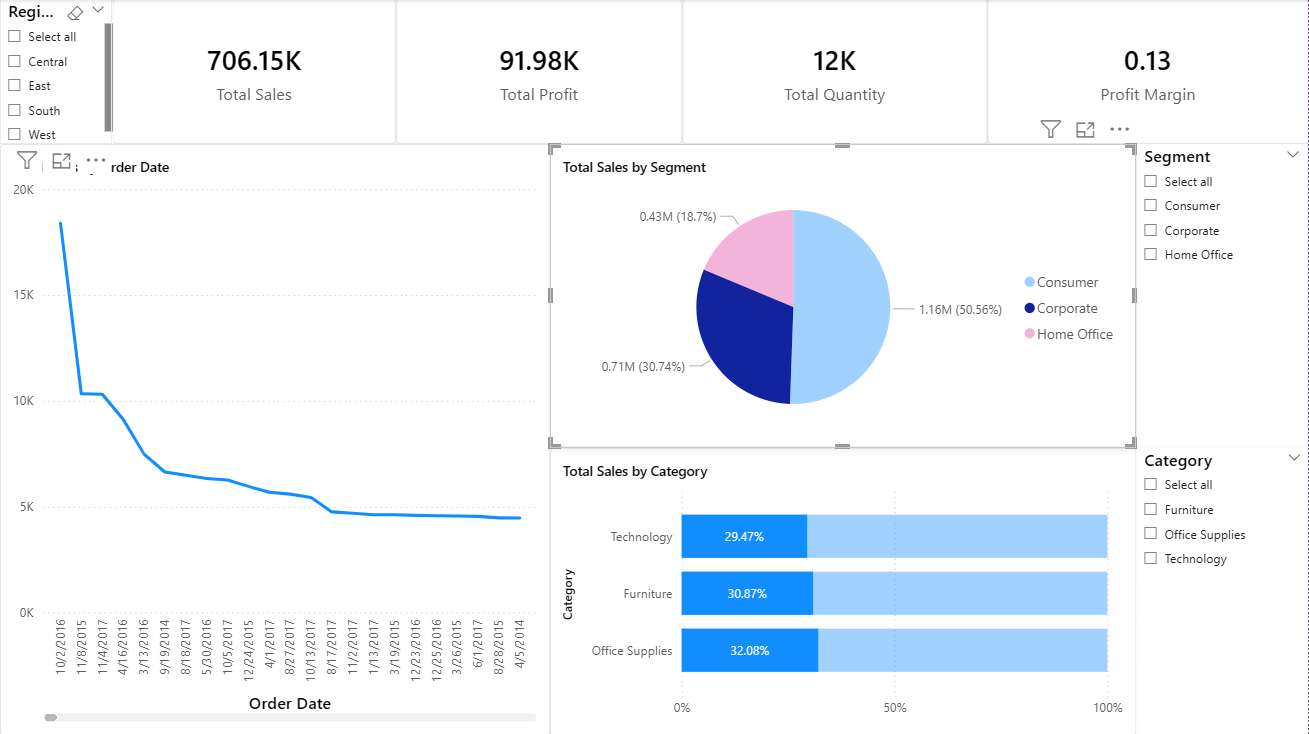 Regi...
Select all
Central
East
South
West
706.15K
Total Sales
91.98K
Total Profit
12K
Total Quantity
0.13
Profit Margin
rder Date
20K
15K
10K
5K
0K
10/2/2016
11/8/2015
11/4/2017
4/16/2016
3/13/2016
9/19/2014
8/18/2017
5/30/2016
10/5/2017
12/24/2015
4/1/2017
8/27/2017
10/13/2017
8/17/2017
11/2/2017
1/13/2017
3/19/2015
12/23/2016
12/25/2016
3/26/2015
6/1/2017
8/28/2015
4/5/2014
Order Date
Total Sales by Segment
0.43M (18.7%)
1.16M (50.56%)
0.71M (30.74%)
Consumer
Corporate
Home Office
Segment
Select all
Consumer
Corporate
Home Office
Total Sales by Category
Category
Technology
29.47%
Furniture
30.87%
Office Supplies
32.08%
0%
50%
100%
Category
Select all
Furniture
Office Supplies
Technology